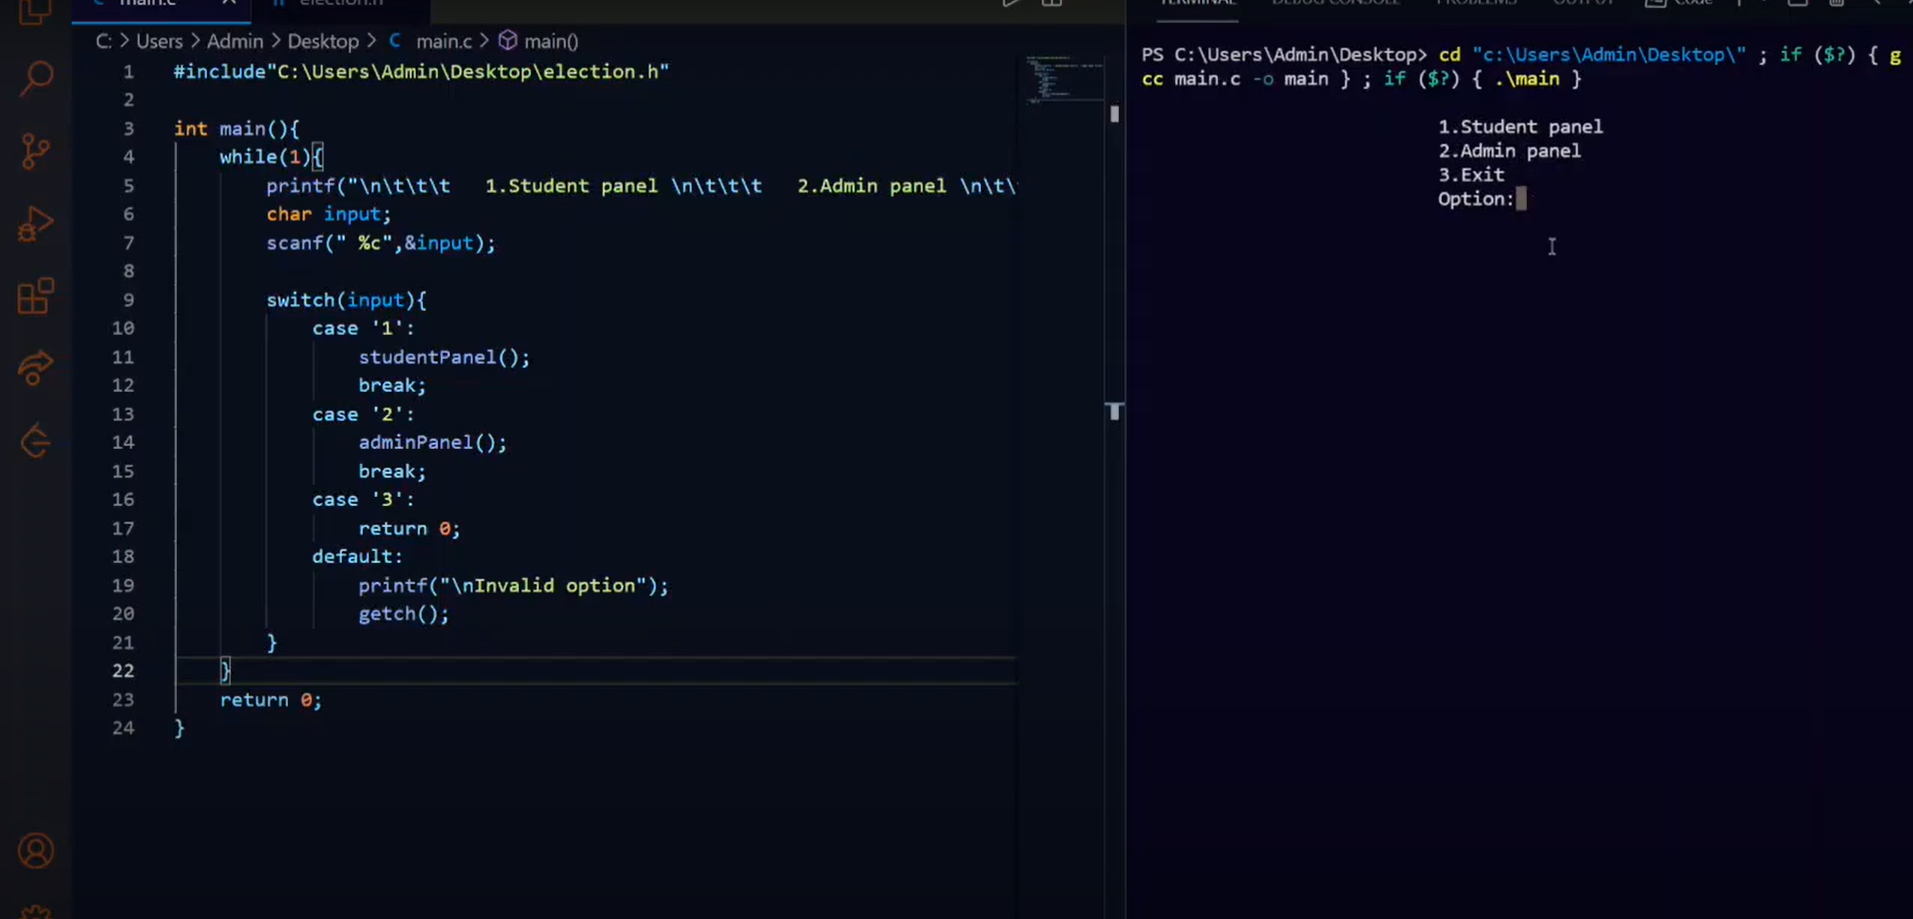 main.c
election.h
C: > Users > Admin > Desktop > C main.c > main()
1 #include"C:\Users\Admin\Desktop\election.h"
2
3 int main(){
4 while(1){
5 printf("\n\t\t\t   1.Student panel \n\t\t\t   2.Admin panel \n\t\
6 char input;
7 scanf(" %c",&input);
8
9 switch(input){
10 case '1':
11 studentPanel();
12 break;
13 case '2':
14 adminPanel();
15 break;
16 case '3':
17 return 0;
18 default:
19 printf("\nInvalid option");
20 getch();
21 }
22 }
23 return 0;
24 }
TERMINAL DEBUG CONSOLE PROBLEMS OUTPUT Code
PS C:\Users\Admin\Desktop> cd "c:\Users\Admin\Desktop\" ; if ($?) { g
cc main.c -o main } ; if ($?) { .\main }
1.Student panel
2.Admin panel
3.Exit
Option: